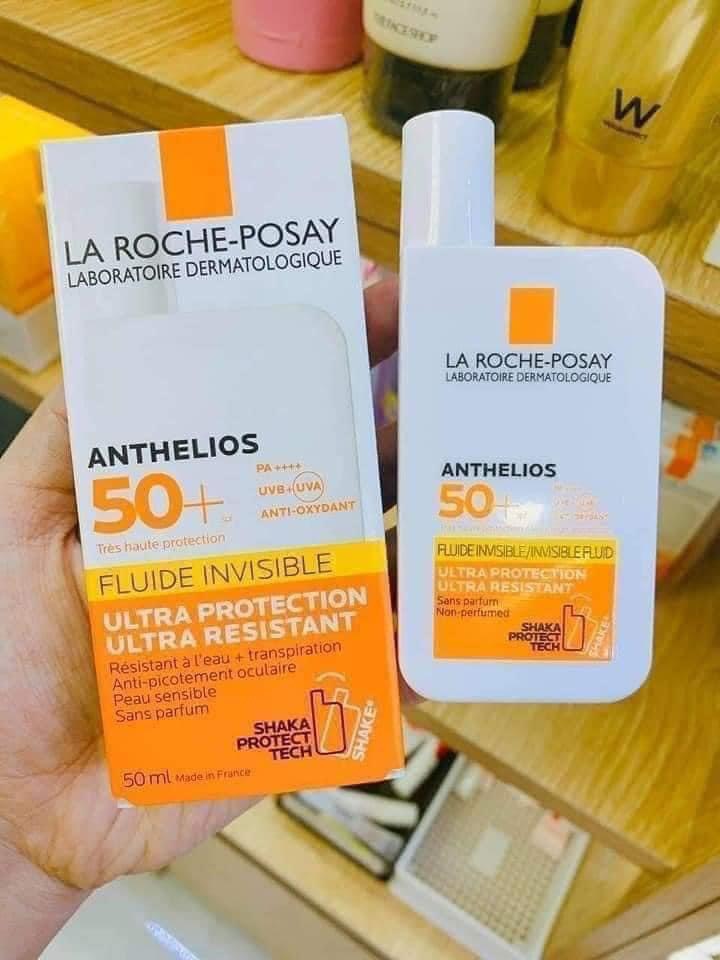 THE FACE SHOP
W
LA ROCHE-POSAY
LABORATOIRE DERMATOLOGIQUE
ANTHELIOS
50+
PA ++++
UVB+UVA
ANTI-OXYDANT
Très haute protection
FLUIDE INVISIBLE
ULTRA PROTECTION
ULTRA RESISTANT
Résistant à l'eau + transpiration
Anti-picotement oculaire
Peau sensible
Sans parfum
SHAKA
PROTECT
TECH
SHAKE*
50 ml Made in France
LA ROCHE-POSAY
LABORATOIRE DERMATOLOGIQUE
ANTHELIOS
50+
FLUIDE INVISIBLE/INVISIBLE FLUID
ULTRA PROTECTION
ULTRA RESISTANT
Sans parfum
Non-perfumed
SHAKA
PROTECT
TECH
SHAKE*